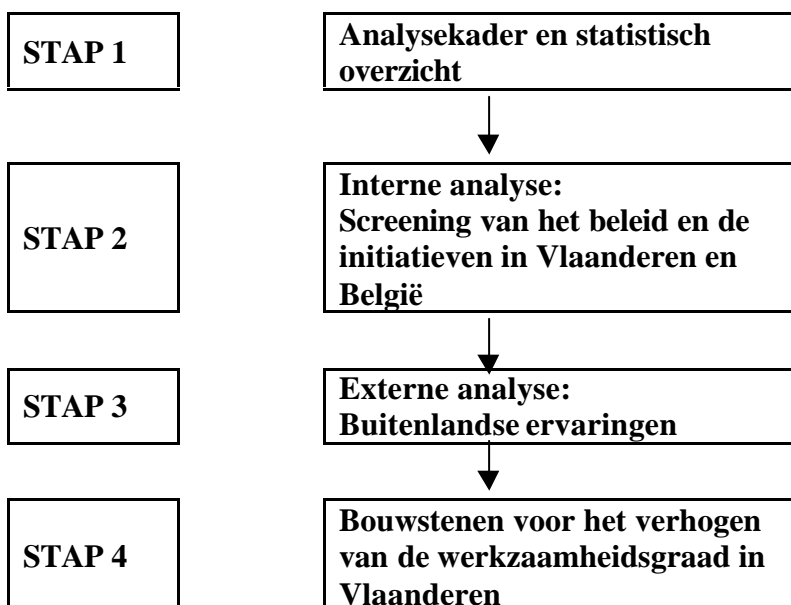 STAP 1
Analysekader en statistisch
overzicht
STAP 2
Interne analyse:
Screening van het beleid en de
initiatieven in Vlaanderen en
België
STAP 3
Externe analyse:
Buitenlandse ervaringen
STAP 4
Bouwstenen voor het verhogen
van de werkzaamheidsgraad in
Vlaanderen